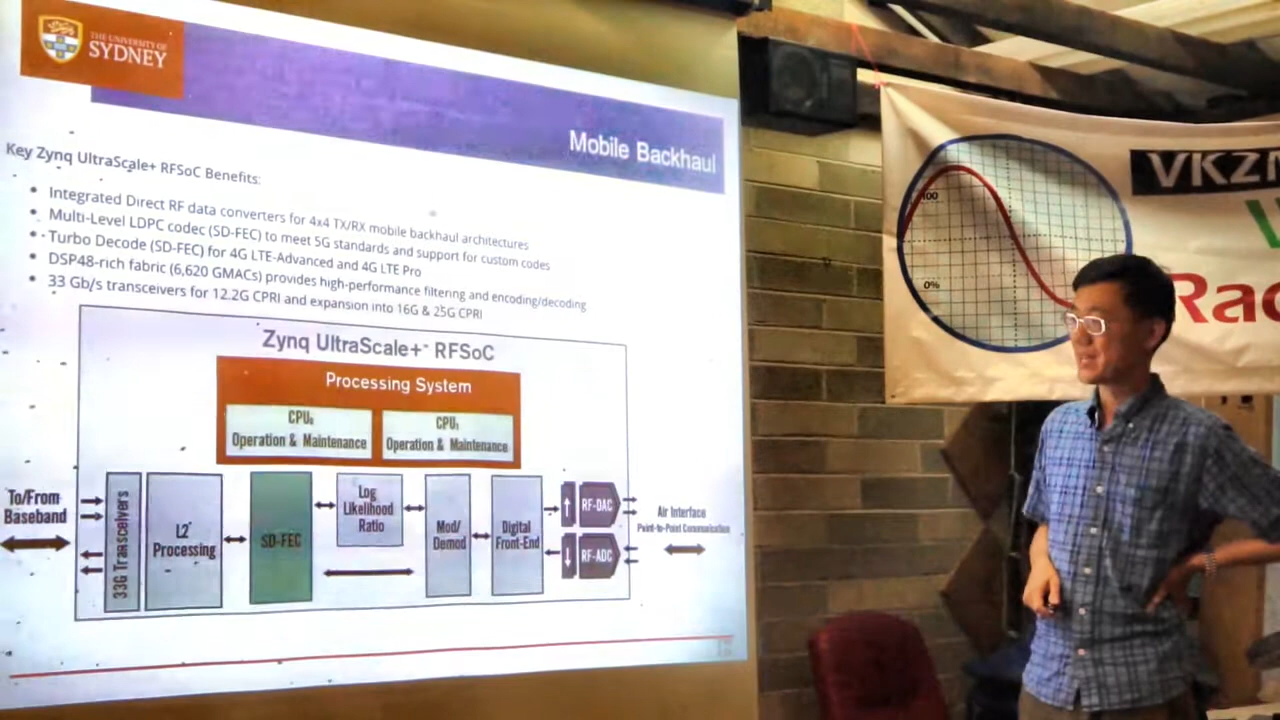 THE UNIVERSITY OF
SYDNEY
Mobile Backhaul
Key Zynq UltraScale+ RFSoC Benefits:
• Integrated Direct RF data converters for 4x4 TX/RX mobile backhaul architectures
• Multi-Level LDPC codec (SD-FEC) to meet 5G standards and support for custom codes
• Turbo Decode (SD-FEC) for 4G LTE-Advanced and 4G LTE Pro
• DSP48-rich fabric (6,620 GMACs) provides high-performance filtering and encoding/decoding
• 33 Gb/s transceivers for 12.2G CPRI and expansion into 16G & 25G CPRI
Zynq UltraScale+ RFSoC
Processing System
CPU₀
Operation & Maintenance
CPU₁
Operation & Maintenance
To/From
Baseband
33G Transceivers
L2
Processing
SD-FEC
Log
Likelihood
Ratio
Mod/
Demod
Digital
Front-End
RF-DAC
RF-ADC
Air Interface
Point-to-Point Communication
100
0%
VK2
Rad